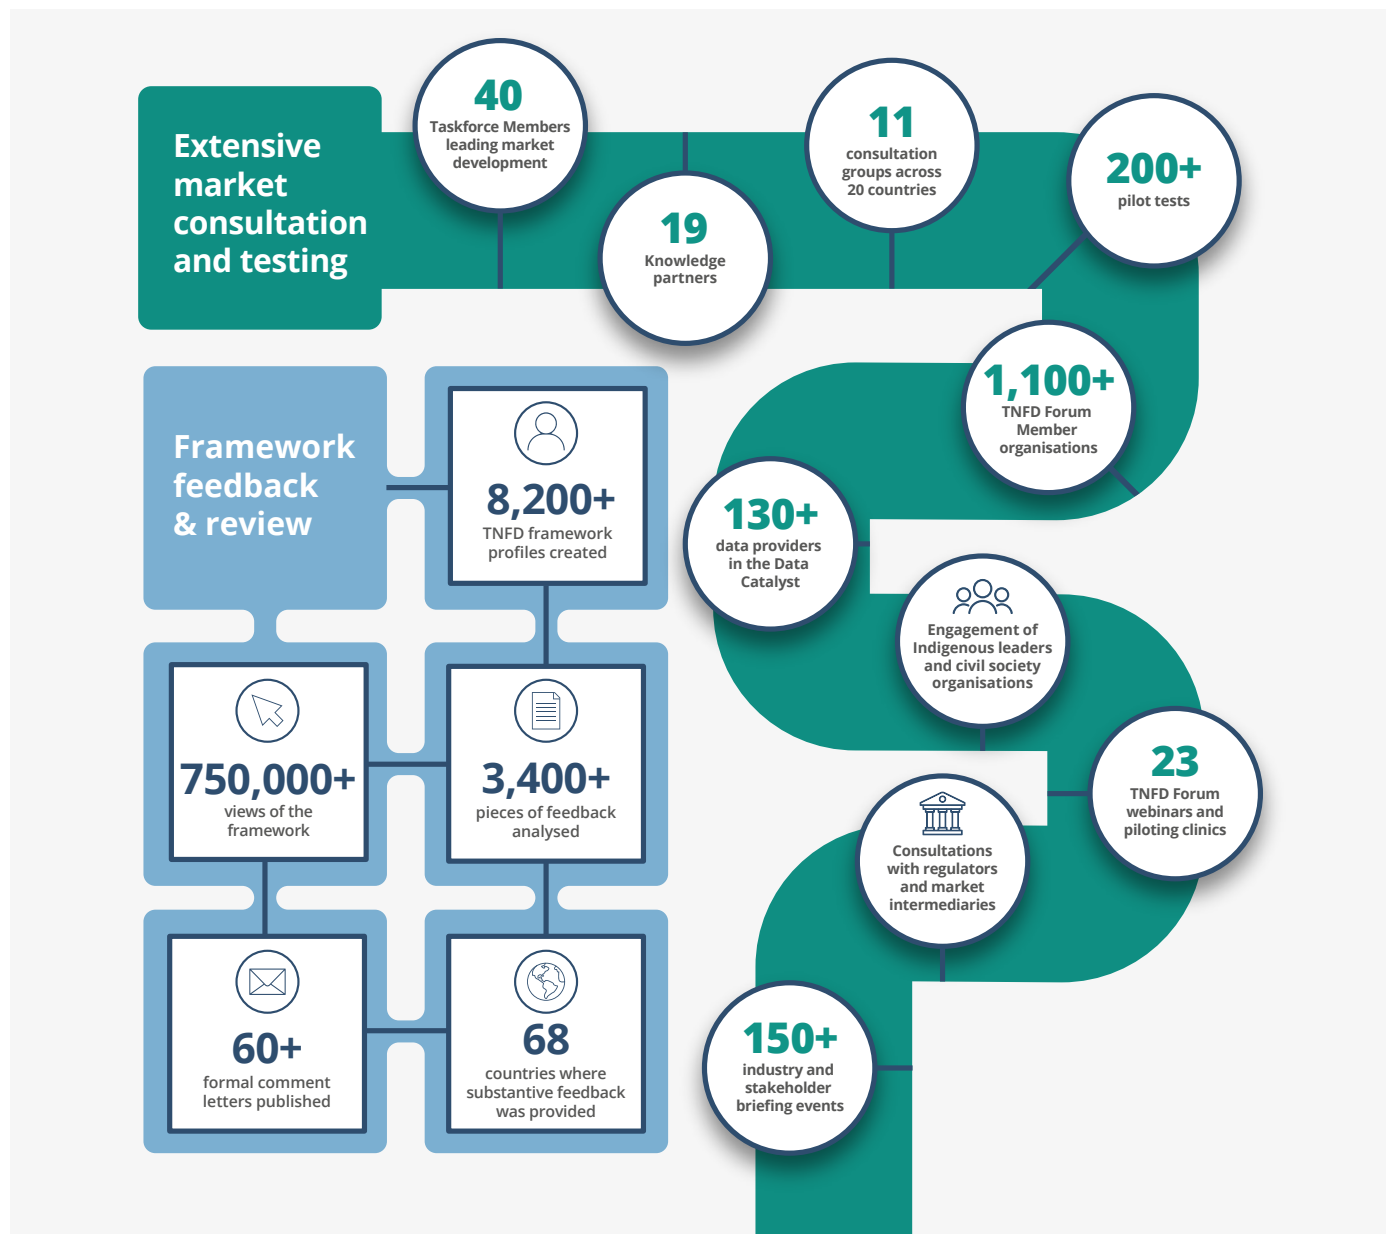 Extensive
market
consultation
and testing
40
Taskforce Members
leading market
development
19
Knowledge
partners
11
consultation
groups across
20 countries
200+
pilot tests
1,100+
TNFD Forum
Member
organisations
130+
data providers
in the Data
Catalyst
Engagement of
Indigenous leaders
and civil society
organisations
23
TNFD Forum
webinars and
piloting clinics
Consultations
with regulators
and market
intermediaries
150+
industry and
stakeholder
briefing events
Framework
feedback
& review
8,200+
TNFD framework
profiles created
750,000+
views of the
framework
3,400+
pieces of feedback
analysed
60+
formal comment
letters published
68
countries where
substantive feedback
was provided